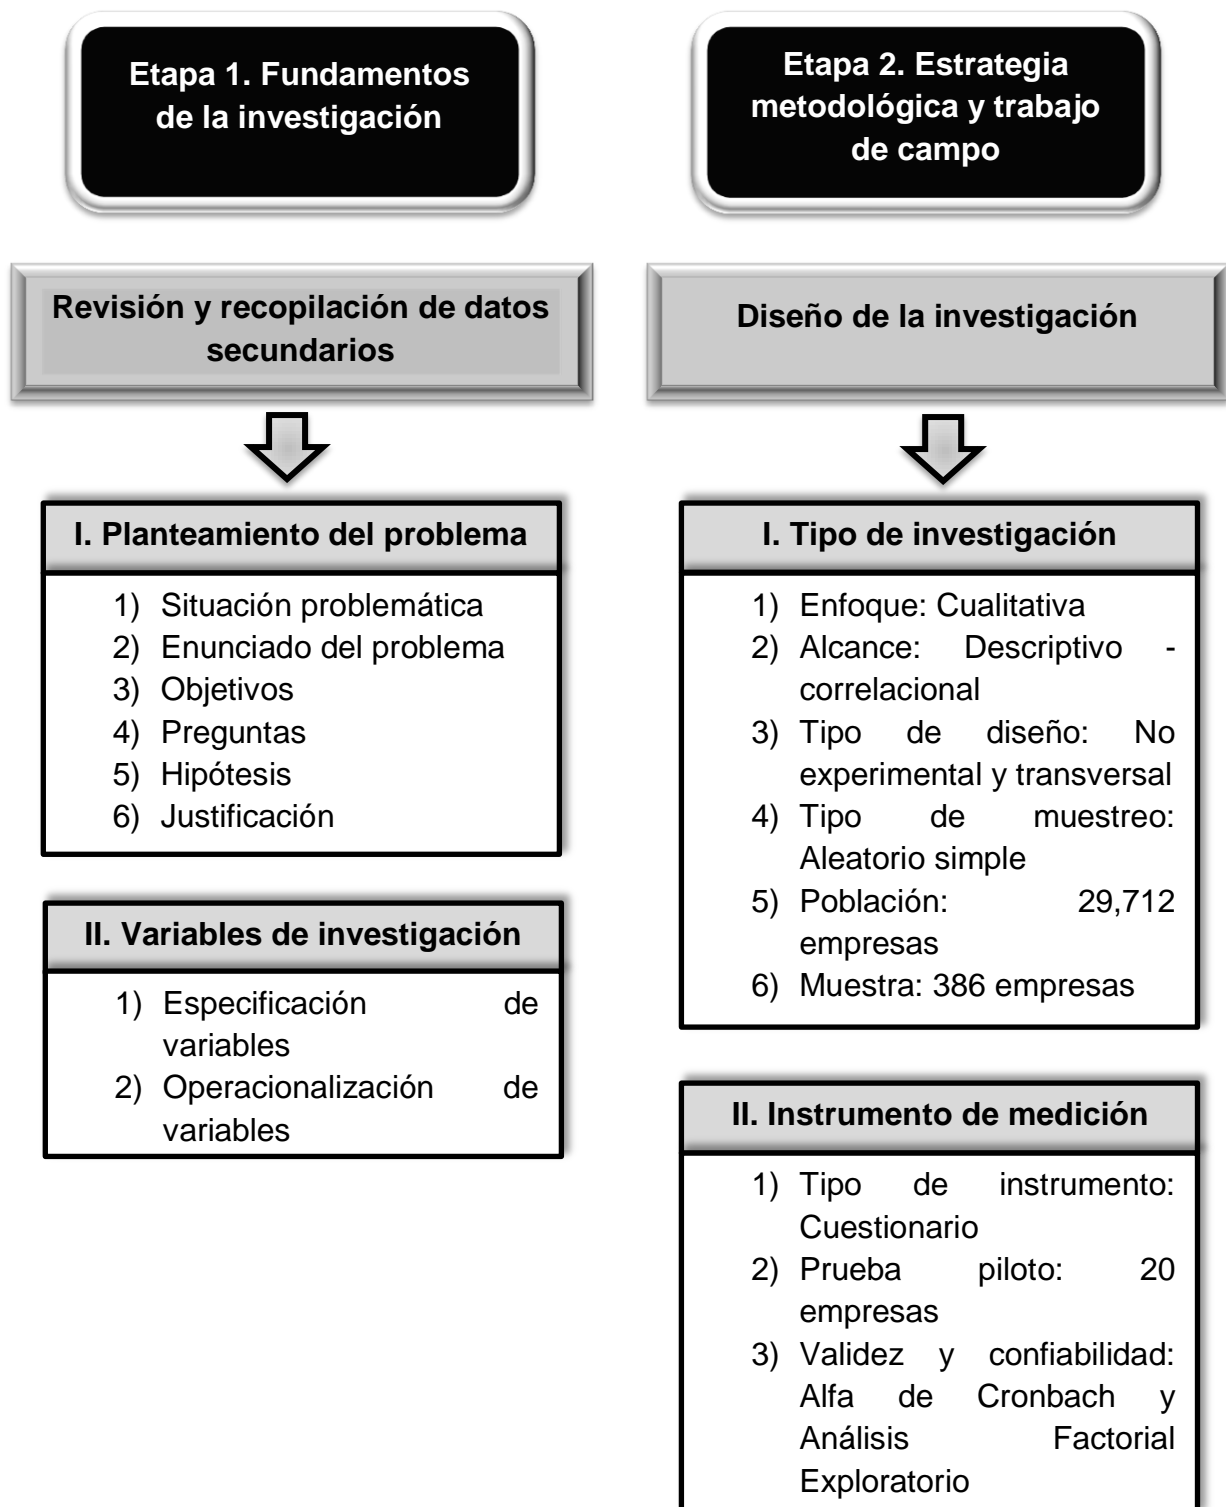 Etapa 1. Fundamentos
de la investigación
Revisión y recopilación de datos
secundarios
I. Planteamiento del problema
1) Situación problemática
2) Enunciado del problema
3) Objetivos
4) Preguntas
5) Hipótesis
6) Justificación
II. Variables de investigación
1) Especificación de
variables
2) Operacionalización de
variables
Etapa 2. Estrategia
metodológica y trabajo
de campo
Diseño de la investigación
I. Tipo de investigación
1) Enfoque: Cualitativa
2) Alcance: Descriptivo -
correlacional
3) Tipo de diseño: No
experimental y transversal
4) Tipo de muestreo:
Aleatorio simple
5) Población: 29,712
empresas
6) Muestra: 386 empresas
II. Instrumento de medición
1) Tipo de instrumento:
Cuestionario
2) Prueba piloto: 20
empresas
3) Validez y confiabilidad:
Alfa de Cronbach y
Análisis Factorial
Exploratorio